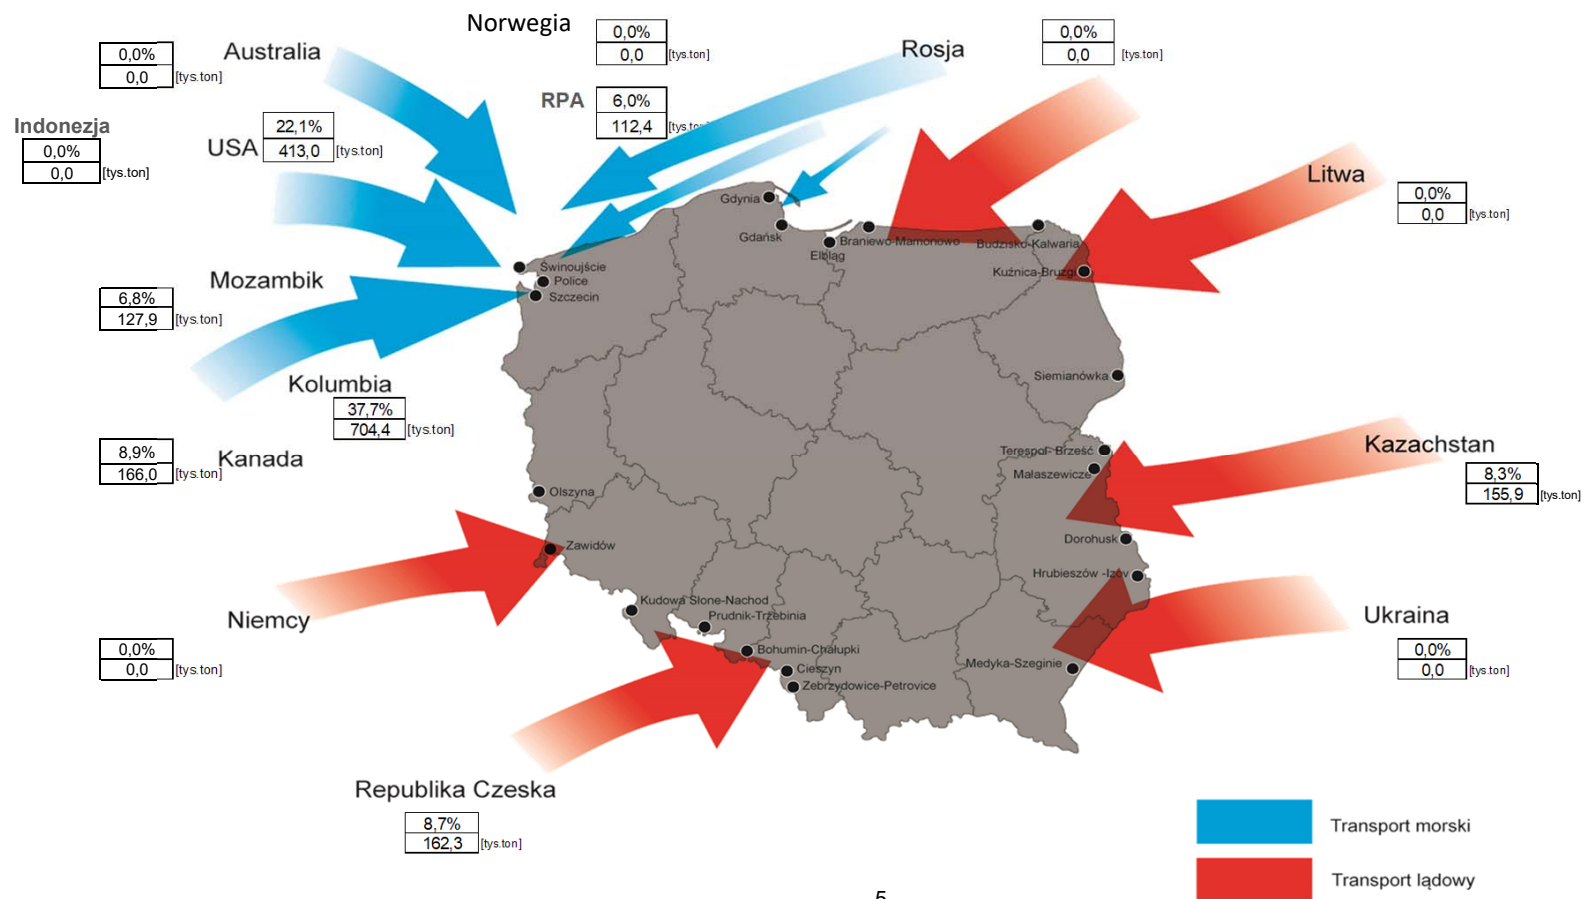 Norwegia
0,0%
0,0 [tys.ton]
Rosja
0,0%
0,0 [tys.ton]
Australia
0,0%
0,0 [tys.ton]
RPA
6,0%
112,4
Indonezja
0,0%
0,0 [tys.ton]
USA
22,1%
413,0 [tys.ton]
Litwa
0,0%
0,0 [tys.ton]
Mozambik
6,8%
127,9 [tys.ton]
Kolumbia
37,7%
704,4 [tys.ton]
Kanada
8,9%
166,0 [tys.ton]
Kazachstan
8,3%
155,9 [tys.ton]
Niemcy
0,0%
0,0 [tys.ton]
Ukraina
0,0%
0,0 [tys.ton]
Republika Czeska
8,7%
162,3 [tys.ton]
Gdynia
Gdańsk
Elbląg
Braniewo-Mamonowo
Budzisko-Kalwaria
Kuźnica-Bruzgi
Świnoujście
Police
Szczecin
Siemianówka
Terespol- Brześć
Małaszewicze
Olszyna
Dorohusk
Zawidów
Hrubieszów -Izov
Kudowa Słone-Nachod
Prudnik-Trzebinia
Bohumin-Chałupki
Cieszyn
Zebrzydowice-Petrovice
Medyka-Szeginie
Transport morski
Transport lądowy
5